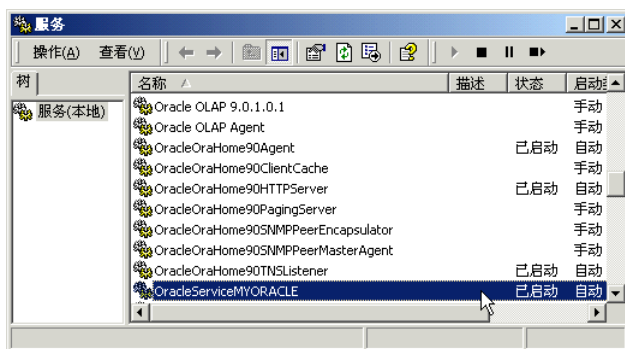 服务
操作(A) 查看(V)
树
名称 描述 状态
服务(本地)
Oracle OLAP 9.0.1.0.1 手动
Oracle OLAP Agent 手动
OracleOraHome90Agent 已启动 自动
OracleOraHome90ClientCache 手动
OracleOraHome90HTTPServer 已启动 自动
OracleOraHome90PagingServer 手动
OracleOraHome90SNMPPeerEncapsulator 手动
OracleOraHome90SNMPPeerMasterAgent 手动
OracleOraHome90TNSListener 已启动 自动
OracleServiceMYORACLE 已启动 自动